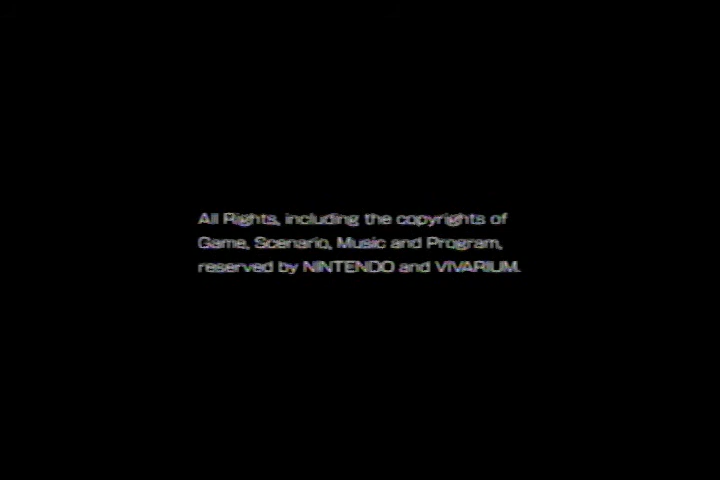 All Rights, including the copyrights of
Game, Scenario, Music and Program,
reserved by NINTENDO and VIVARIUM.